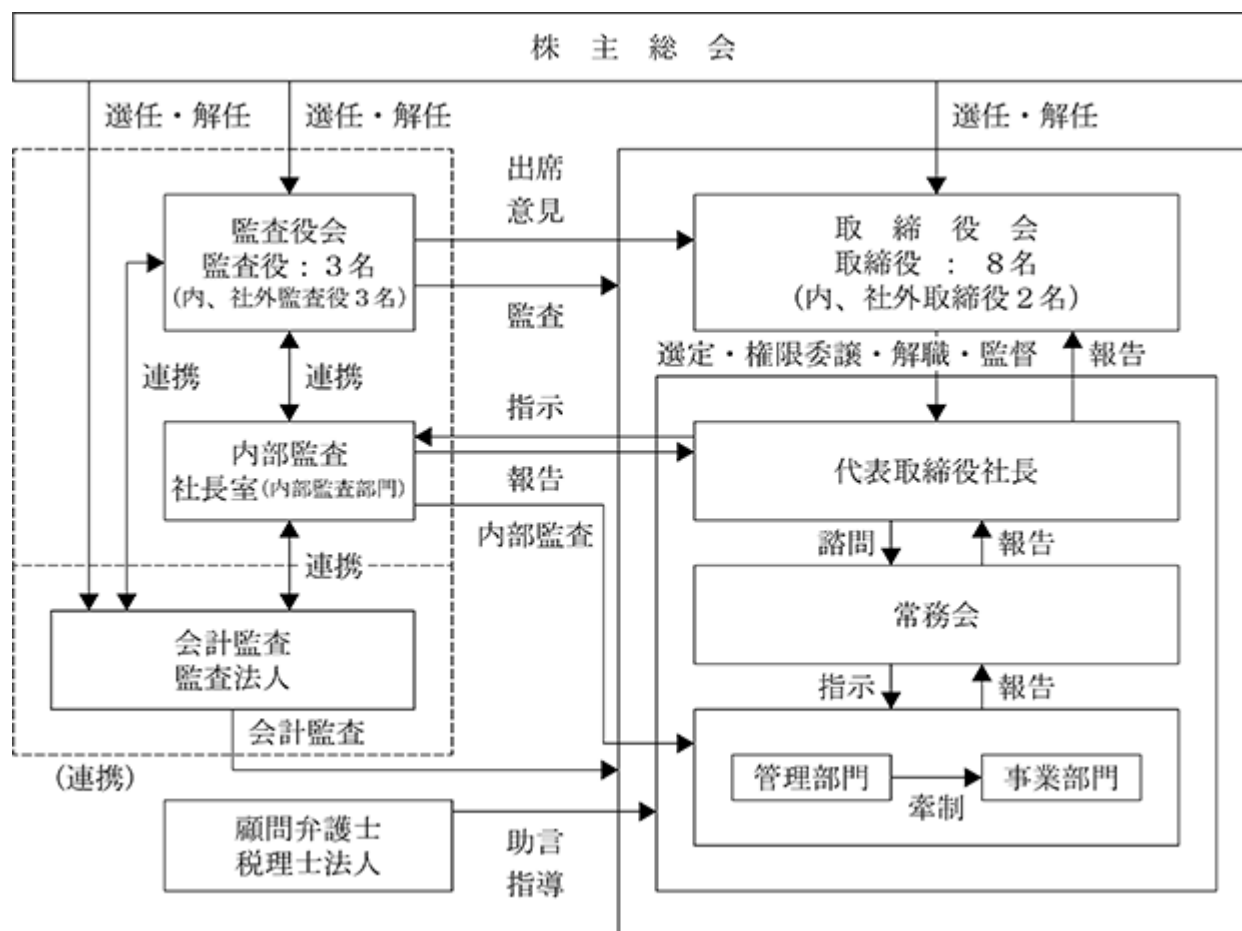 株主総会
選任・解任
選任・解任
選任・解任
出席
意見
監査役会
監査役：3名
(内、社外監査役3名)
取締役会
取締役：8名
(内、社外取締役2名)
監査
選定・権限委譲・解職・監督
報告
連携
連携
指示
内部監査
社長室(内部監査部門)
報告
代表取締役社長
内部監査
諮問
報告
連携
常務会
会計監査
監査法人
指示
報告
会計監査
(連携)
管理部門
事業部門
牽制
顧問弁護士
税理士法人
助言
指導